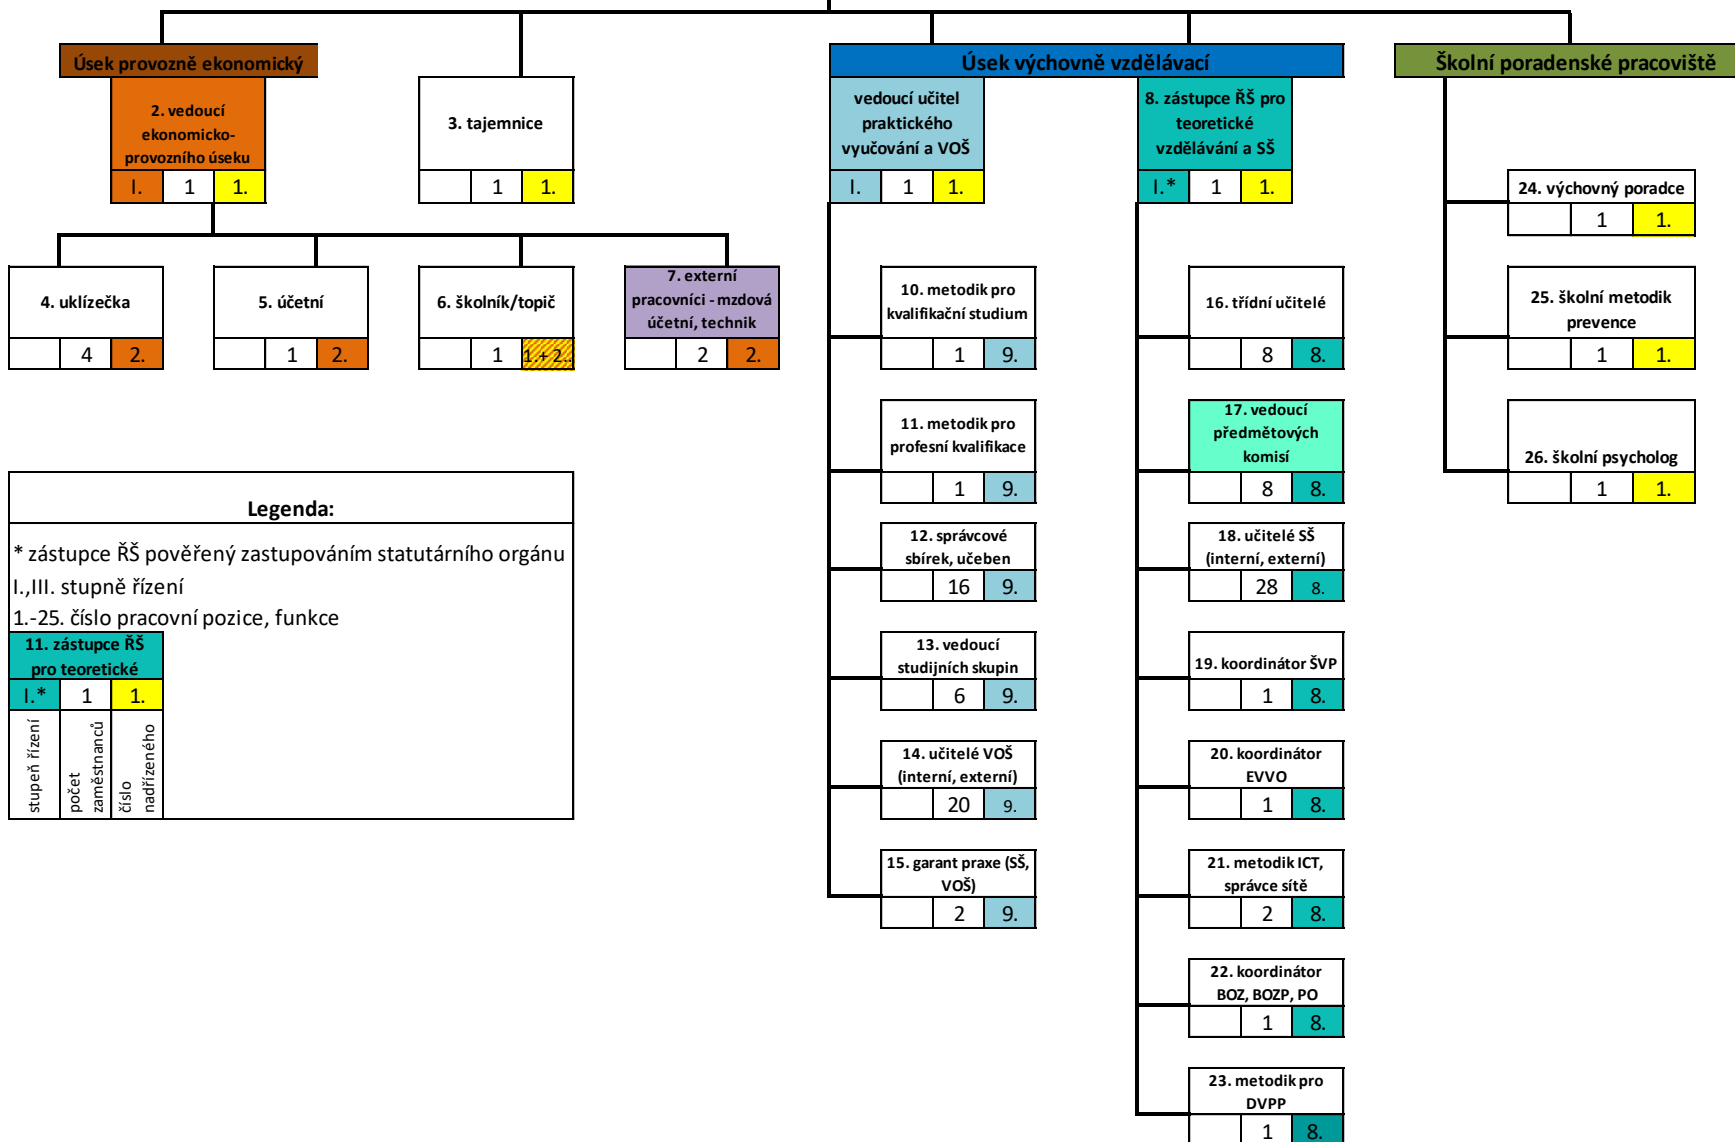 Úsek provozně ekonomický
Úsek výchovně vzdělávací
Školní poradenské pracoviště
2. vedoucí
ekonomicko-
provozního úseku
I. 1 1.
3. tajemnice
1 1.
vedoucí učitel
praktického
vyučování a VOŠ
I. 1 1.
8. zástupce ŘŠ pro
teoretické
vzdělávání a SŠ
I.* 1 1.
24. výchovný poradce
1 1.
4. uklízečka
4 2.
5. účetní
1 2.
6. školník/topič
1 1.+ 2..
7. externí
pracovníci - mzdová
účetní, technik
2 2.
10. metodik pro
kvalifikační studium
1 9.
16. třídní učitelé
8 8.
25. školní metodik
prevence
1 1.
11. metodik pro
profesní kvalifikace
1 9.
17. vedoucí
předmětových
komisí
8 8.
26. školní psycholog
1 1.
Legenda:
* zástupce ŘŠ pověřený zastupováním statutárního orgánu
I.,III. stupně řízení
1.-25. číslo pracovní pozice, funkce
11. zástupce ŘŠ
pro teoretické
I.* 1 1.
stupeň řízení
počet
zaměstnanců
číslo
nadřízeného
12. správcové
sbírek, učeben
16 9.
18. učitelé SŠ
(interní, externí)
28 8.
13. vedoucí
studijních skupin
6 9.
19. koordinátor ŠVP
1 8.
14. učitelé VOŠ
(interní, externí)
20 9.
20. koordinátor
EVVO
1 8.
15. garant praxe (SŠ,
VOŠ)
2 9.
21. metodik ICT,
správce sítě
2 8.
22. koordinátor
BOZ, BOZP, PO
1 8.
23. metodik pro
DVPP
1 8.